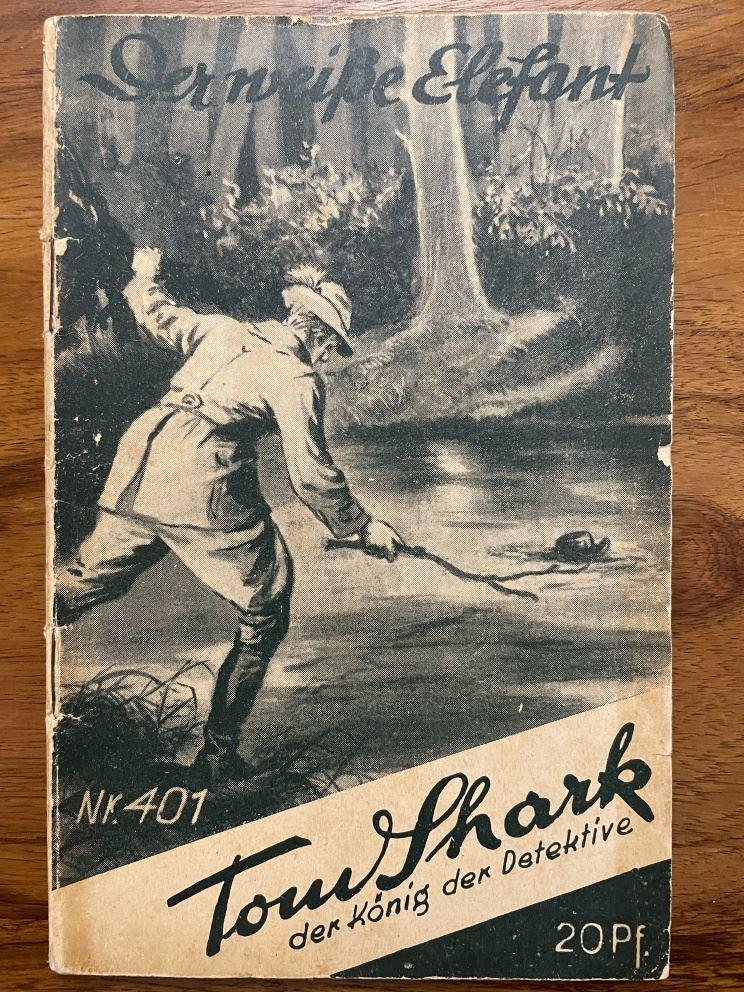 Der weiße Elefant
Nr. 401
Tom Shark
der König der Detektive
20 Pf.